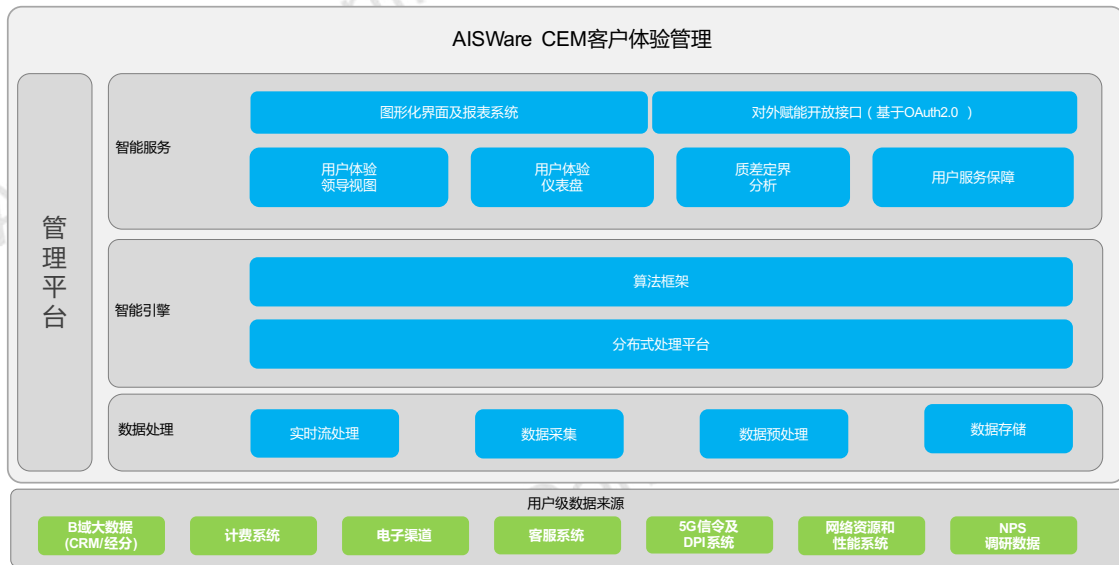 AISWare CEM客户体验管理
管
理
平
台
智能服务
图形化界面及报表系统
对外赋能开放接口（基于OAuth2.0 ）
用户体验
领导视图
用户体验
仪表盘
质差定界
分析
用户服务保障
智能引擎
算法框架
分布式处理平台
数据处理
实时流处理
数据采集
数据预处理
数据存储
用户级数据来源
B域大数据
(CRM/经分)
计费系统
电子渠道
客服系统
5G信令及
DPI系统
网络资源和
性能系统
NPS
调研数据